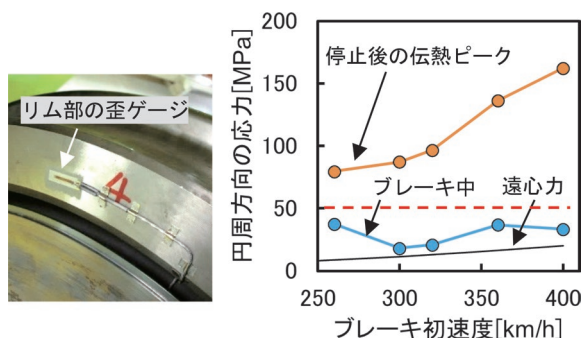 リム部の歪ゲージ
4
円周方向の応力[MPa]
200
150
100
50
0
停止後の伝熱ピーク
ブレーキ中
遠心力
250
300
350
400
ブレーキ初速度[km/h]